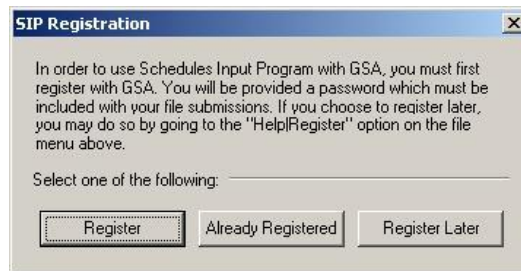 SIP Registration
In order to use Schedules Input Program with GSA, you must first
register with GSA. You will be provided a password which must be
included with your file submissions. If you choose to register later,
you may do so by going to the "Help|Register" option on the file
menu above.
Select one of the following:
Register
Already Registered
Register Later